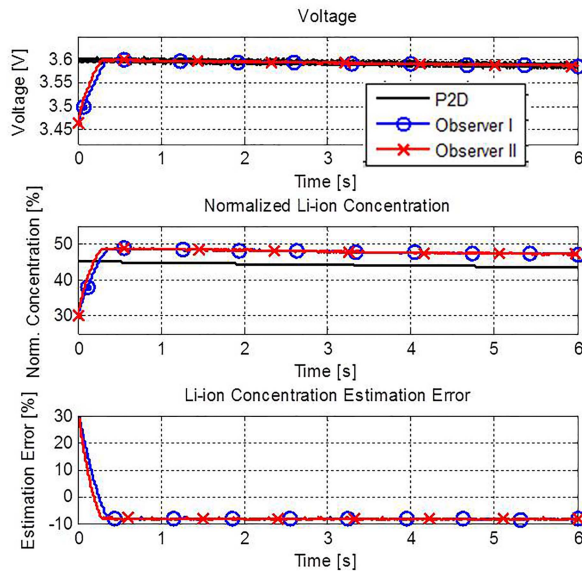 Voltage
Voltage [V]
3.6
3.55
3.5
3.45
0 1 2 3 4 5 6
Time [s]
P2D
Observer I
Observer II
Normalized Li-ion Concentration
Norm. Concentration [%]
50
40
30
0 1 2 3 4 5 6
Time [s]
Li-ion Concentration Estimation Error
Estimation Error [%]
30
20
10
0
-10
0 1 2 3 4 5 6
Time [s]